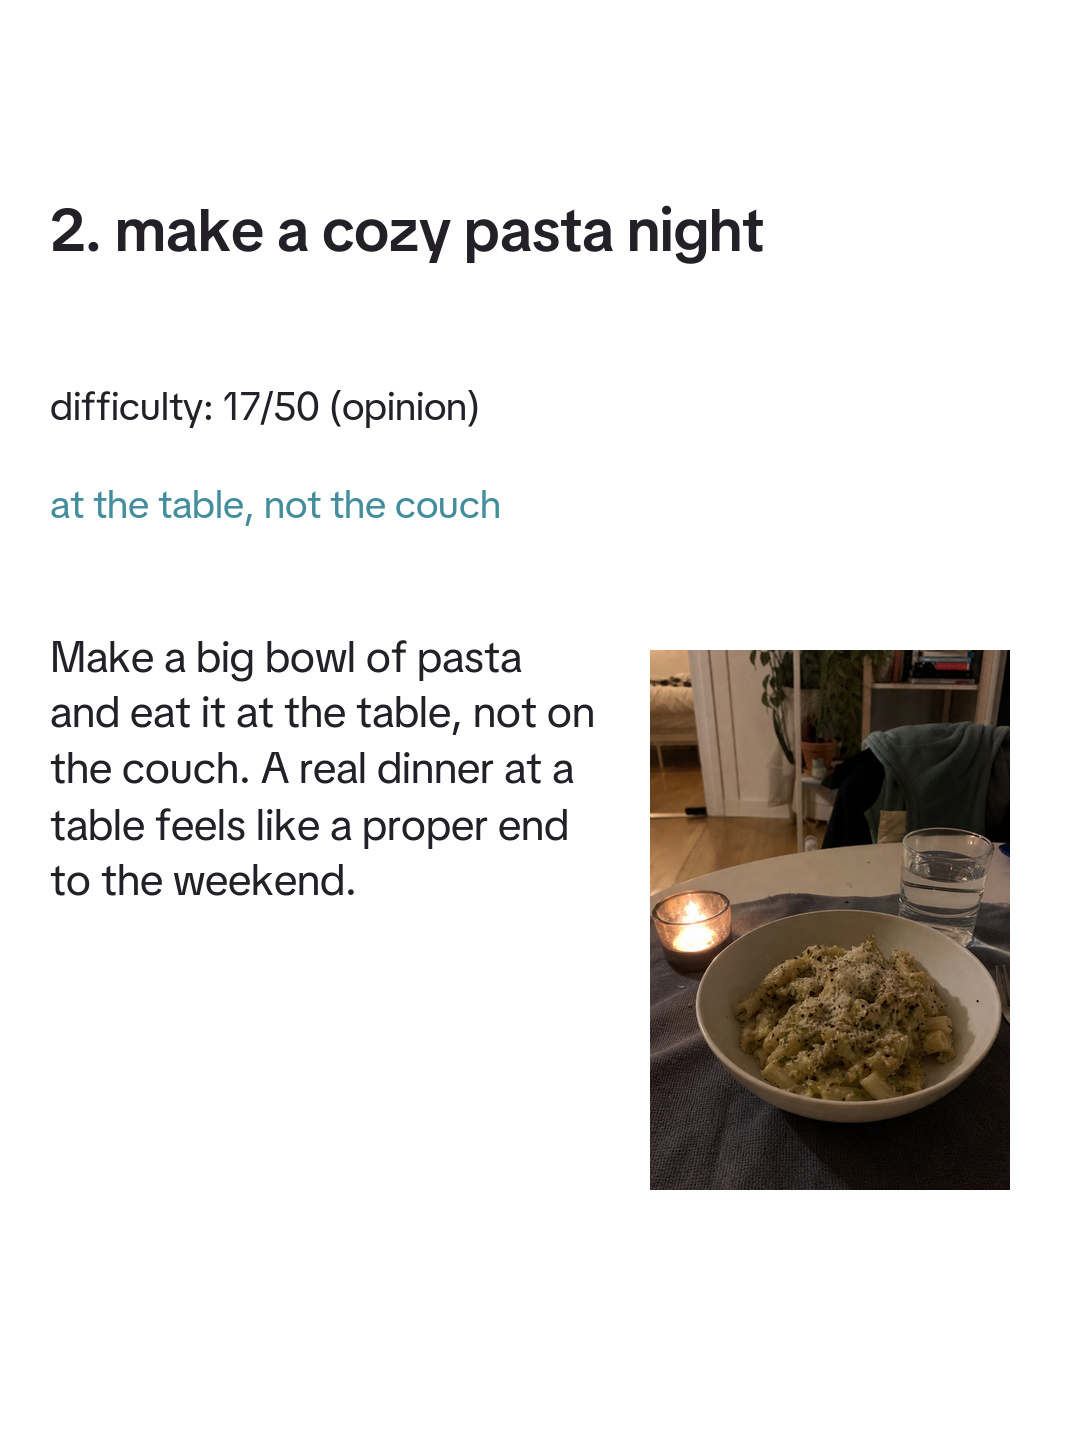 2. make a cozy pasta night
difficulty: 17/50 (opinion)
at the table, not the couch
Make a big bowl of pasta
and eat it at the table, not on
the couch. A real dinner at a
table feels like a proper end
to the weekend.